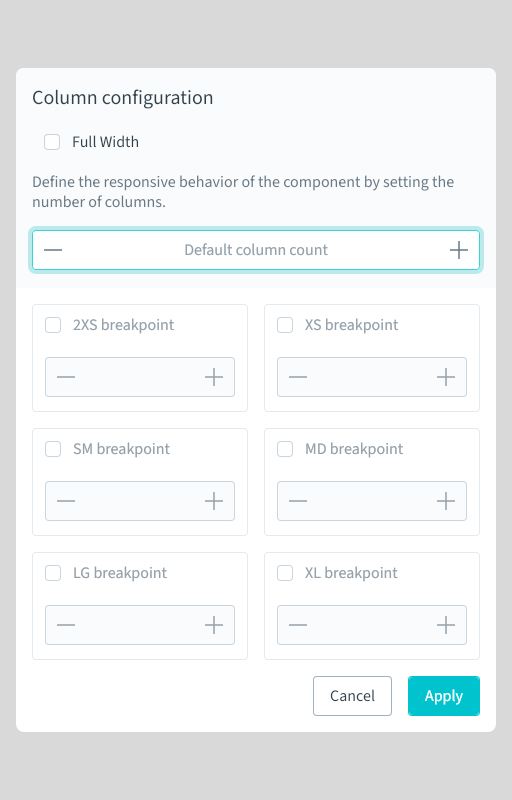 Column configuration
Full Width
Define the responsive behavior of the component by setting the
number of columns.
Default column count
2XS breakpoint
XS breakpoint
SM breakpoint
MD breakpoint
LG breakpoint
XL breakpoint
Cancel
Apply